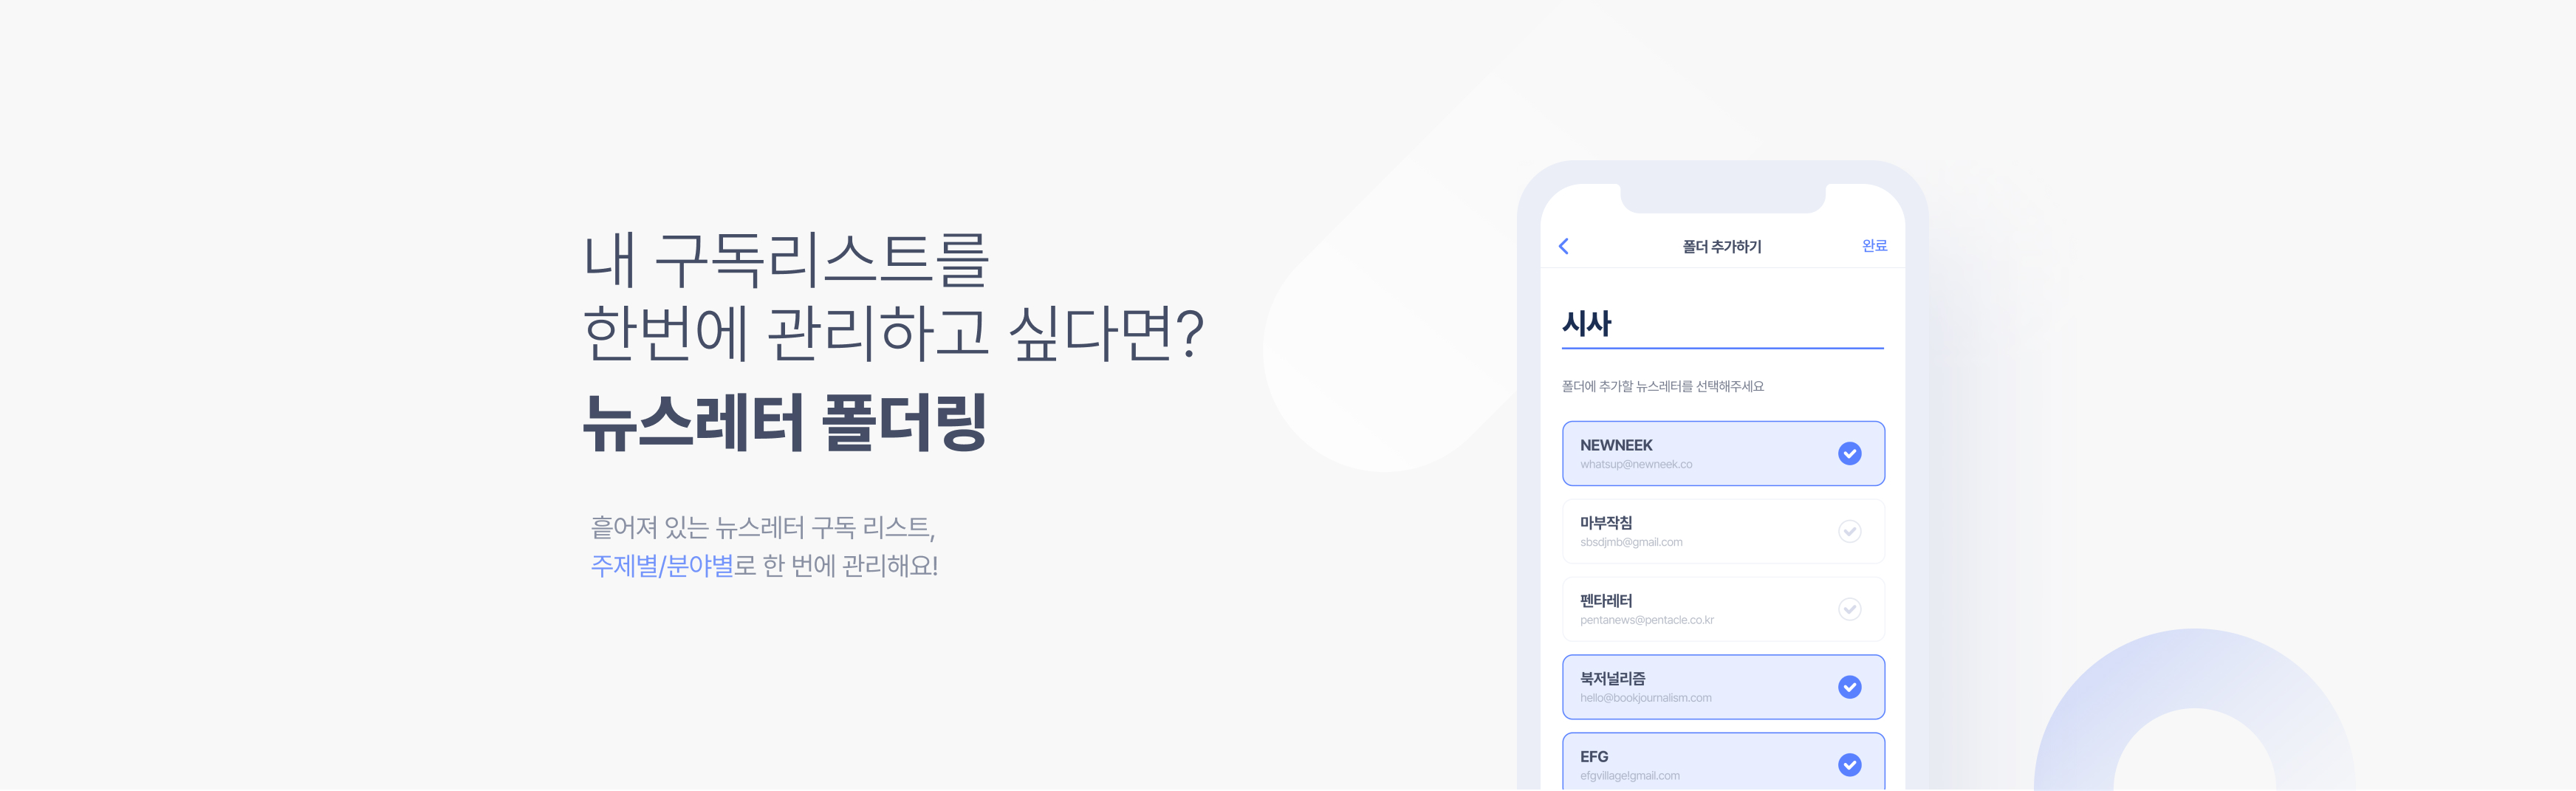 내 구독리스트를
한번에 관리하고 싶다면?
뉴스레터 폴더링
흩어져 있는 뉴스레터 구독 리스트,
주제별/분야별로 한 번에 관리해요!
폴더 추가하기
완료
시사
폴더에 추가할 뉴스레터를 선택해주세요
NEWNEEK
whatsup@newneek.co
마부작침
sbsdjmb@gmail.com
펜타레터
pentanews@pentacle.co.kr
북저널리즘
hello@bookjournalism.com
EFG
efgvillage!gmail.com